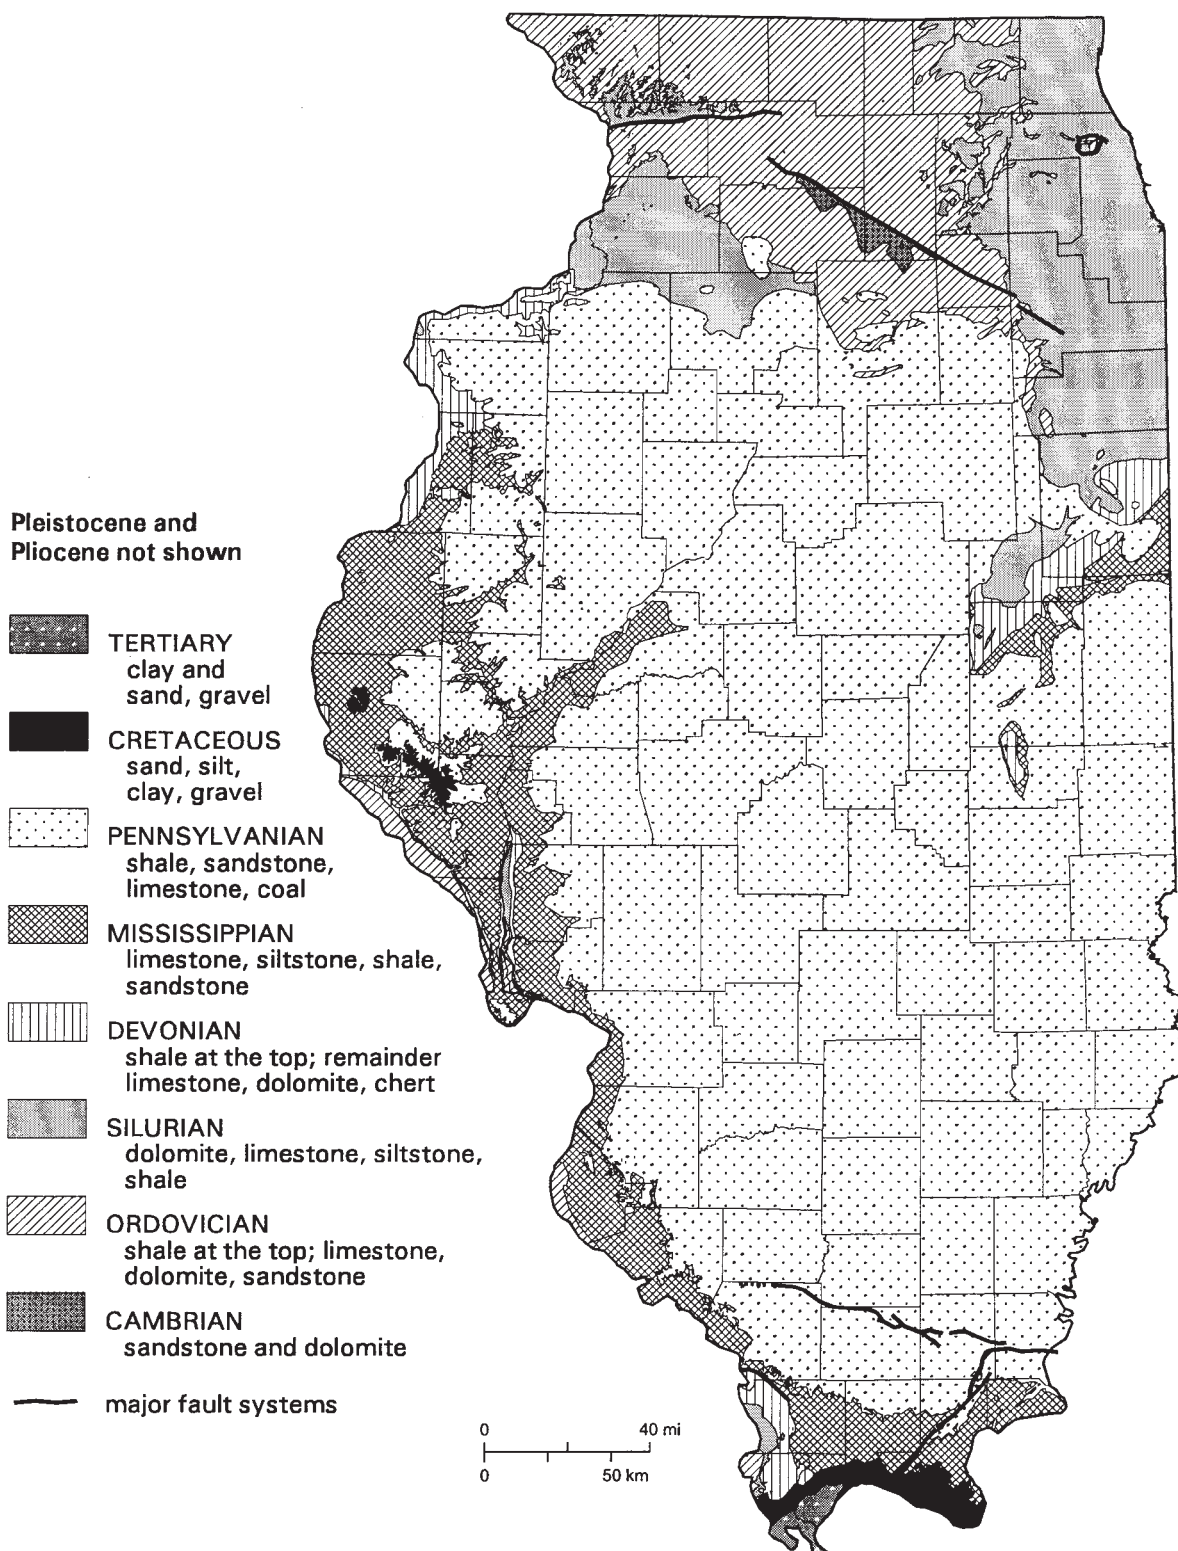 Pleistocene and
Pliocene not shown
TERTIARY
clay and
sand, gravel
CRETACEOUS
sand, silt,
clay, gravel
PENNSYLVANIAN
shale, sandstone,
limestone, coal
MISSISSIPPIAN
limestone, siltstone, shale,
sandstone
DEVONIAN
shale at the top; remainder
limestone, dolomite, chert
SILURIAN
dolomite, limestone, siltstone,
shale
ORDOVICIAN
shale at the top; limestone,
dolomite, sandstone
CAMBRIAN
sandstone and dolomite
major fault systems
0 40 mi
0 50 km